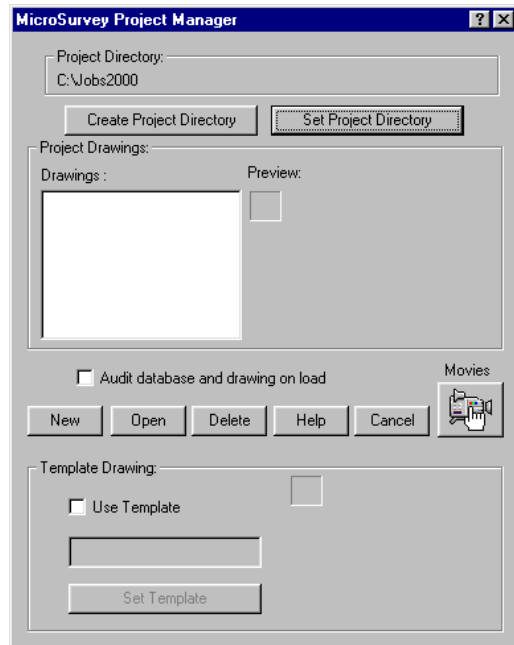 MicroSurvey Project Manager
Project Directory:
C:\Jobs2000
Create Project Directory
Set Project Directory
Project Drawings:
Drawings :
Preview:
Audit database and drawing on load
Movies
New
Open
Delete
Help
Cancel
Template Drawing:
Use Template
Set Template